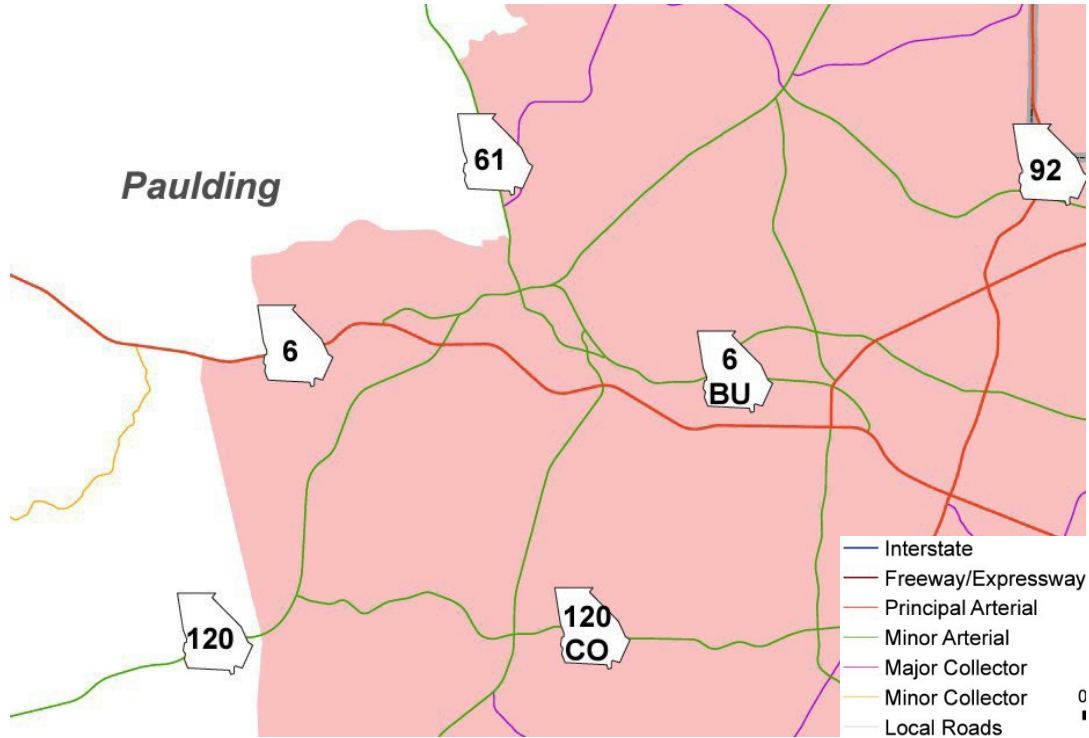 61
92
Paulding
6
6
BU
120
120
CO
Interstate
Freeway/Expressway
Principal Arterial
Minor Arterial
Major Collector
Minor Collector
Local Roads
0